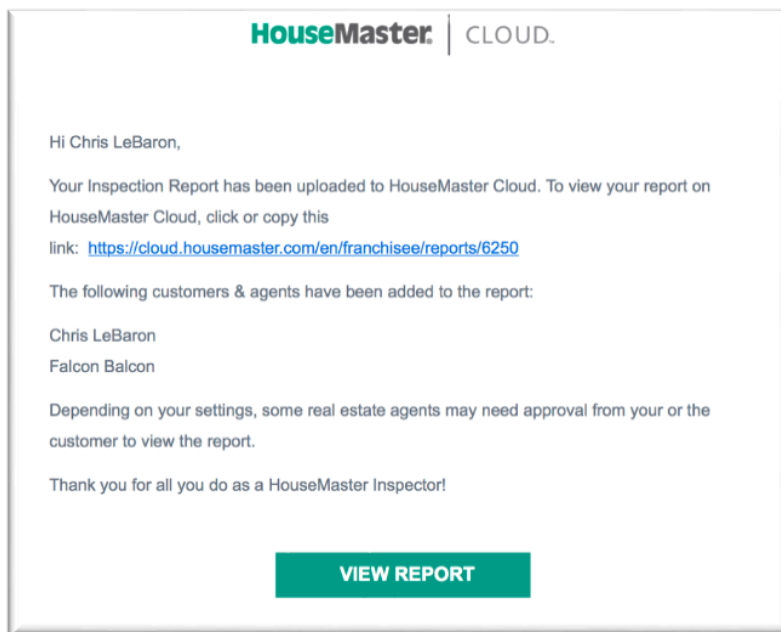 HouseMaster. | CLOUD™
Hi Chris LeBaron,
Your Inspection Report has been uploaded to HouseMaster Cloud. To view your report on
HouseMaster Cloud, click or copy this
link: https://cloud.housemaster.com/en/franchisee/reports/6250
The following customers & agents have been added to the report:
Chris LeBaron
Falcon Balcon
Depending on your settings, some real estate agents may need approval from your or the
customer to view the report.
Thank you for all you do as a HouseMaster Inspector!
VIEW REPORT